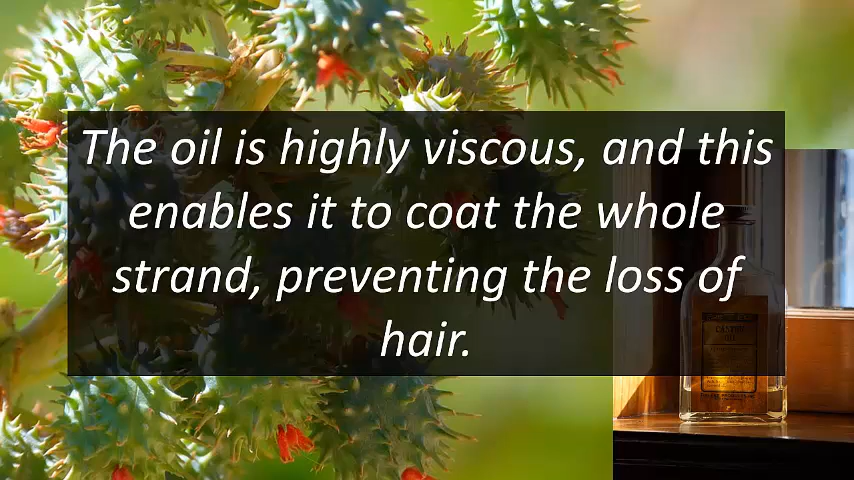 The oil is highly viscous, and this
enables it to coat the whole
strand, preventing the loss of
hair.